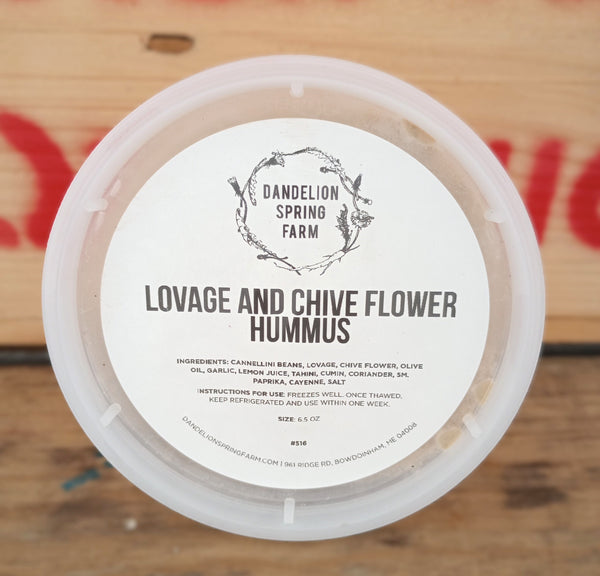 DANDELION
SPRING
FARM
LOVAGE AND CHIVE FLOWER
HUMMUS
INGREDIENTS: CANNELLINI BEANS, LOVAGE, CHIVE FLOWER, OLIVE
OIL, GARLIC, LEMON JUICE, TAHINI, CUMIN, CORIANDER, SM.
PAPRIKA, CAYENNE, SALT
INSTRUCTIONS FOR USE: FREEZES WELL. ONCE THAWED,
KEEP REFRIGERATED AND USE WITHIN ONE WEEK.
SIZE: 6.5 OZ
#516
DANDELIONSPRINGFARM.COM | 961 RIDGE RD, BOWDOINHAM, ME 04008